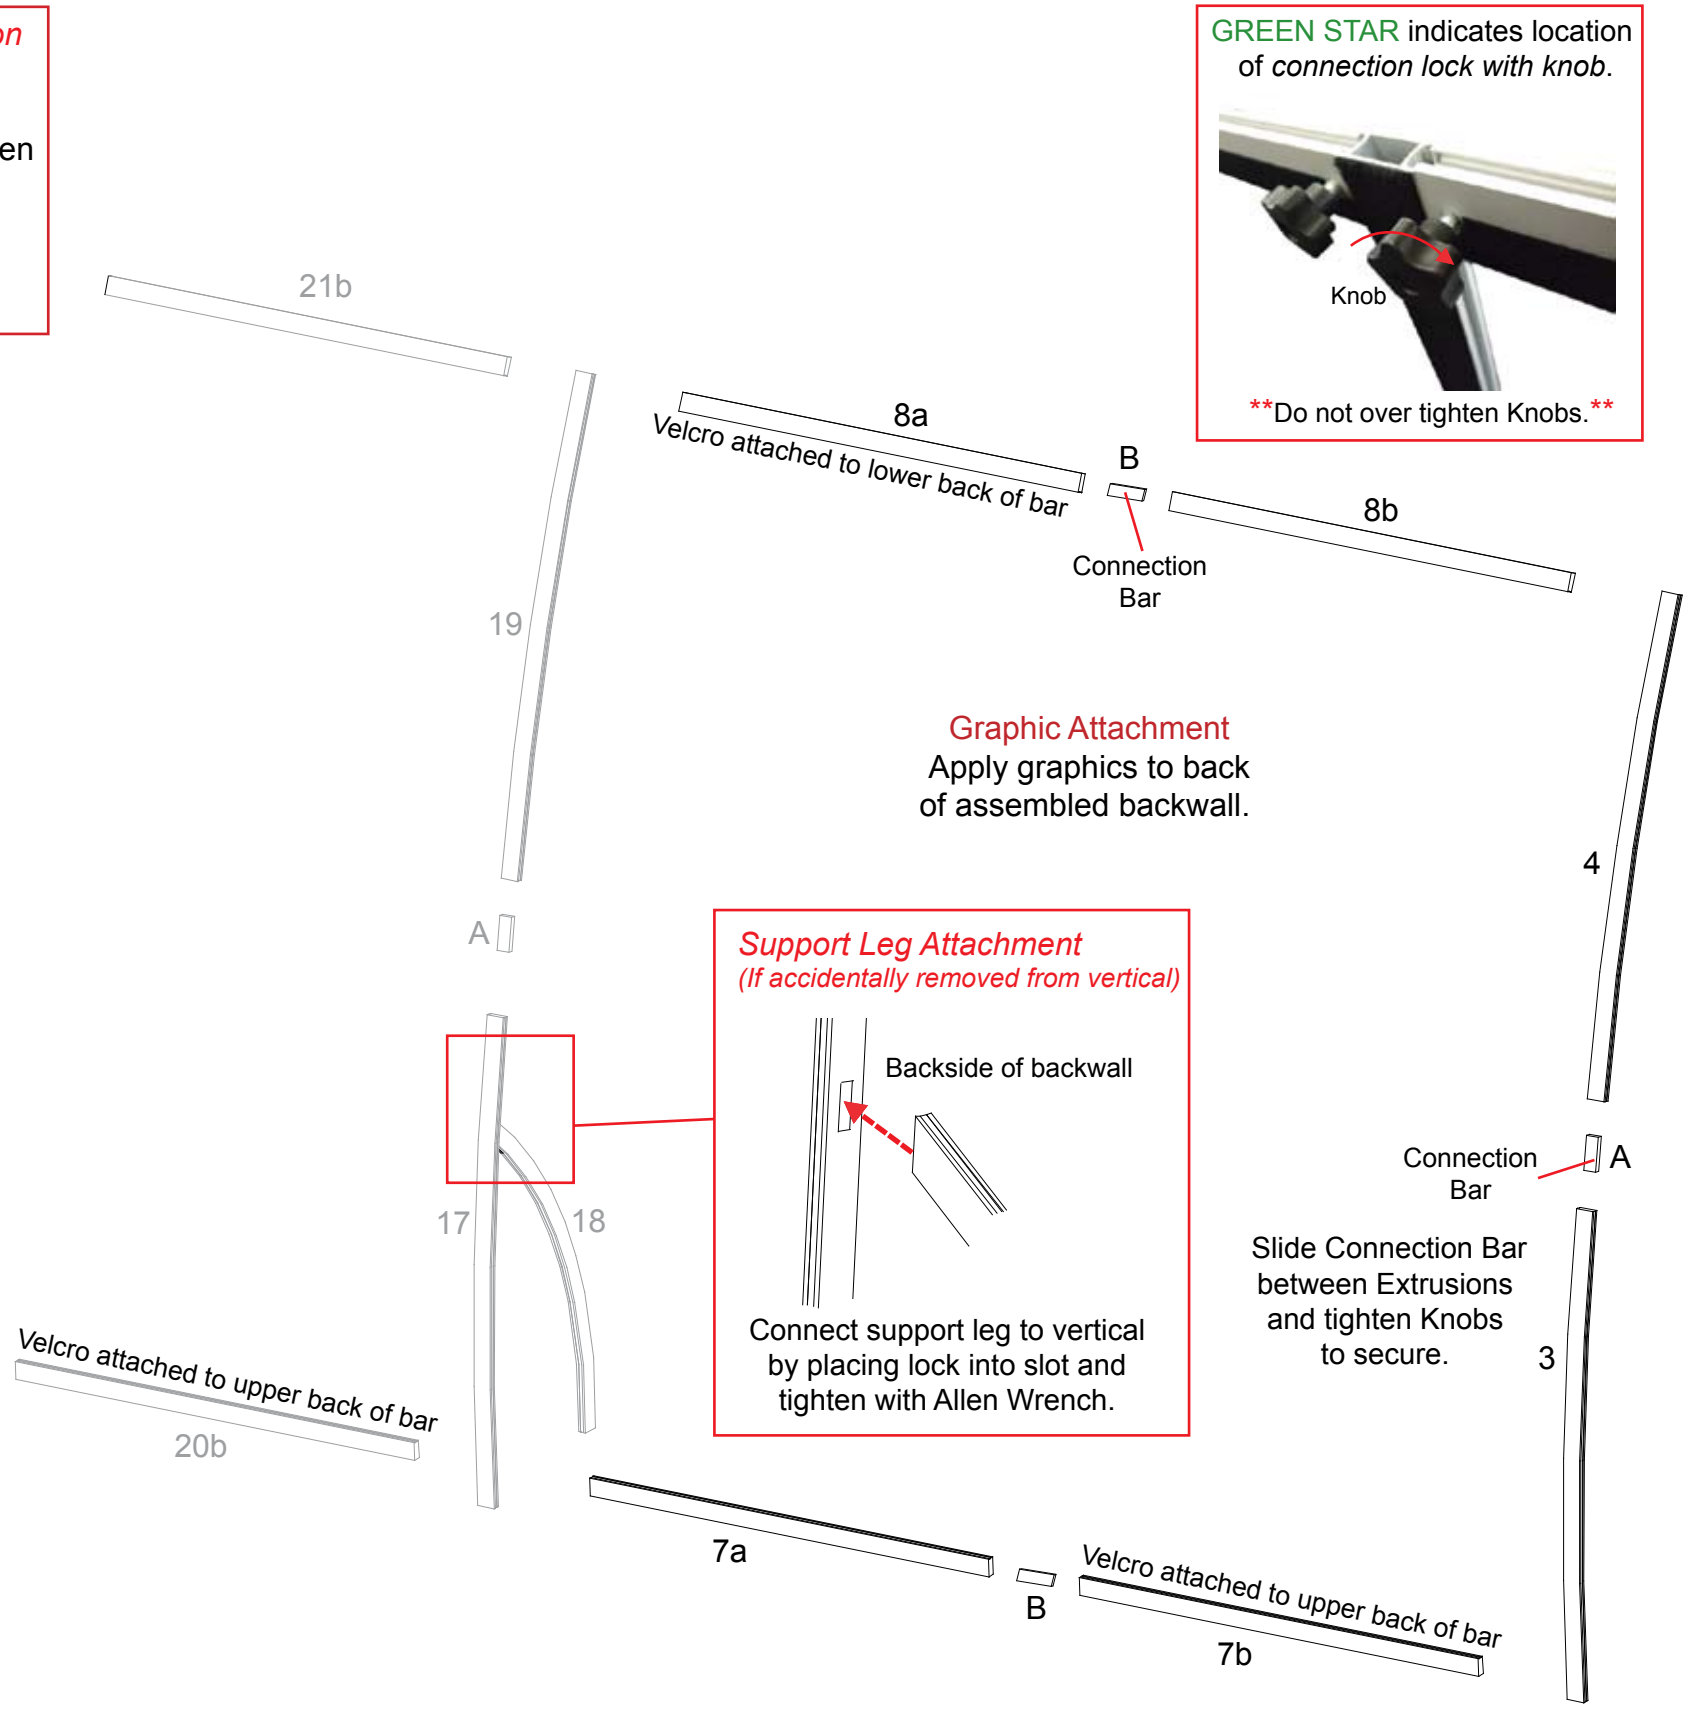 on
en
GREEN STAR indicates location
of connection lock with knob.
Knob
**Do not over tighten Knobs.**
21b
8a
Velcro attached to lower back of bar
B
Connection
Bar
8b
19
Graphic Attachment
Apply graphics to back
of assembled backwall.
4
A
Support Leg Attachment
(If accidentally removed from vertical)
Backside of backwall
Connect support leg to vertical
by placing lock into slot and
tighten with Allen Wrench.
Connection
Bar
A
17
18
Slide Connection Bar
between Extrusions
and tighten Knobs
to secure.
3
Velcro attached to upper back of bar
20b
7a
B
Velcro attached to upper back of bar
7b